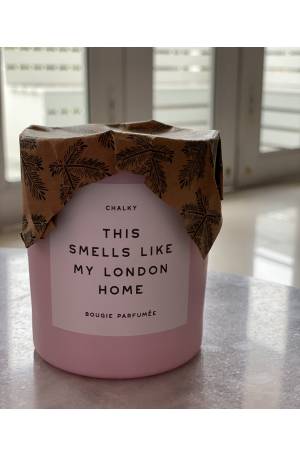 CHALKY
THIS
SMELLS LIKE
MY LONDON
HOME
BOUGIE PARFUMÉE